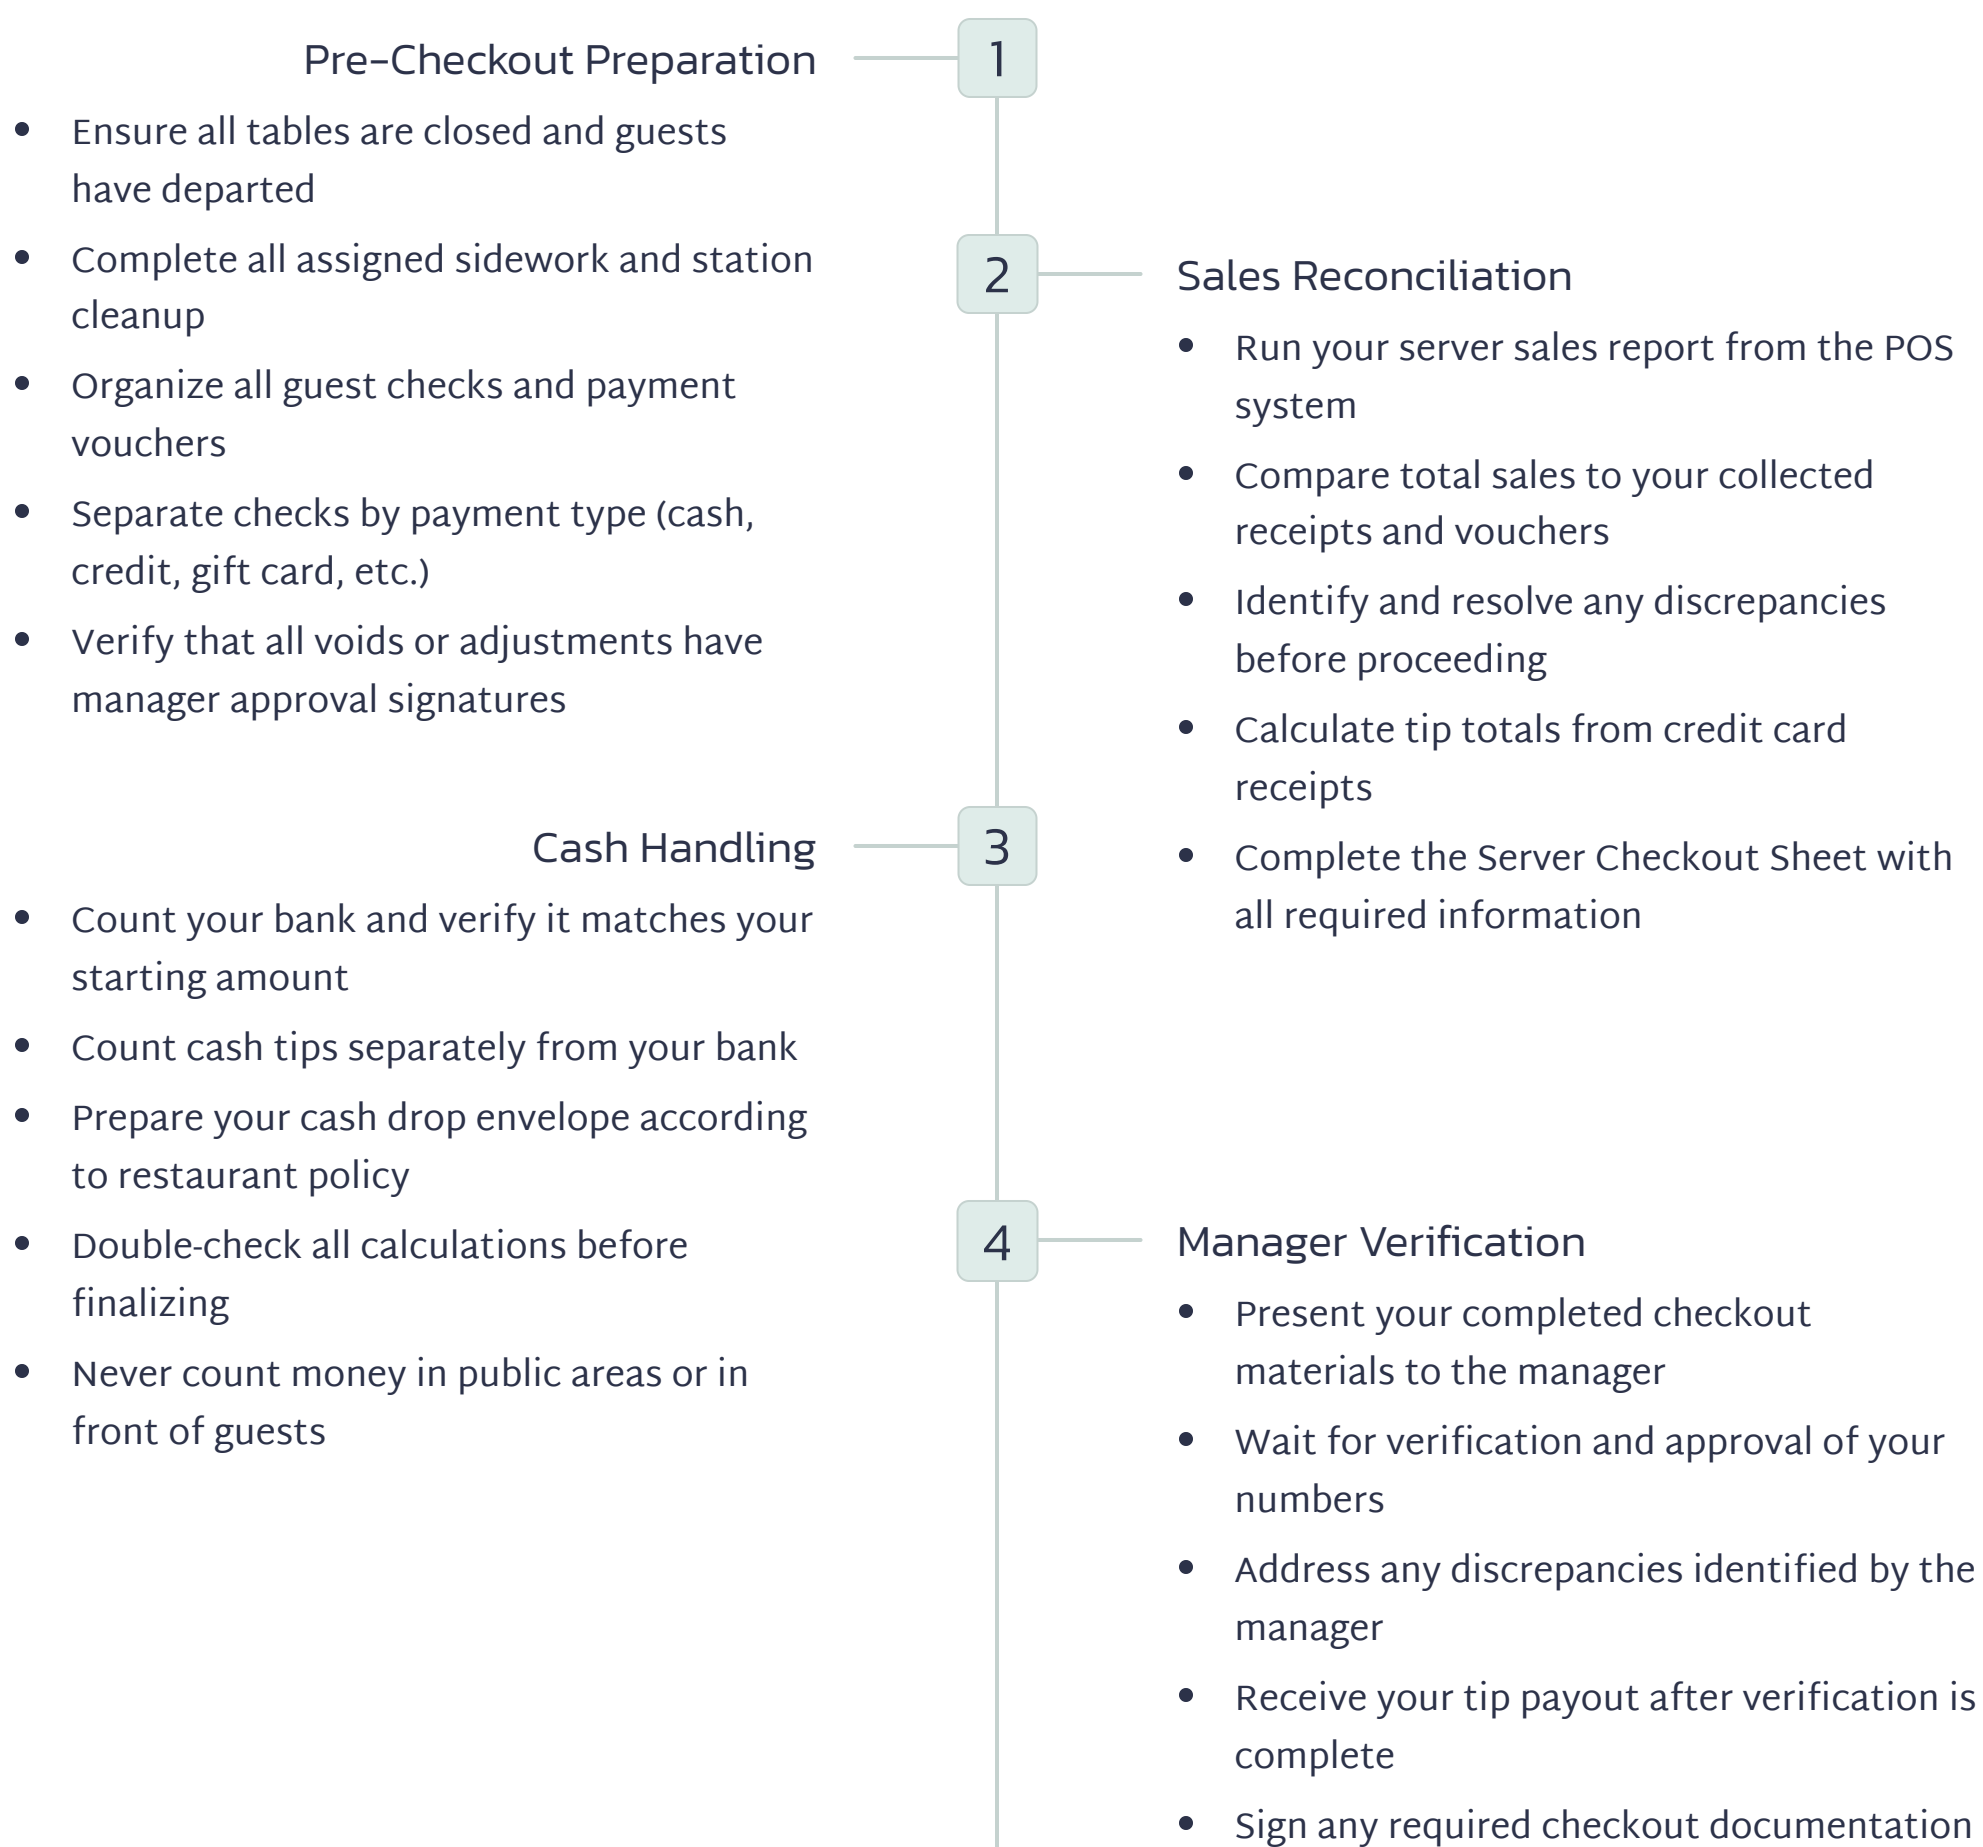 1
Pre-Checkout Preparation
• Ensure all tables are closed and guests
have departed
• Complete all assigned sidework and station
cleanup
• Organize all guest checks and payment
vouchers
• Separate checks by payment type (cash,
credit, gift card, etc.)
• Verify that all voids or adjustments have
manager approval signatures
2
Sales Reconciliation
• Run your server sales report from the POS
system
• Compare total sales to your collected
receipts and vouchers
• Identify and resolve any discrepancies
before proceeding
• Calculate tip totals from credit card
receipts
• Complete the Server Checkout Sheet with
all required information
3
Cash Handling
• Count your bank and verify it matches your
starting amount
• Count cash tips separately from your bank
• Prepare your cash drop envelope according
to restaurant policy
• Double-check all calculations before
finalizing
• Never count money in public areas or in
front of guests
4
Manager Verification
• Present your completed checkout
materials to the manager
• Wait for verification and approval of your
numbers
• Address any discrepancies identified by the
manager
• Receive your tip payout after verification is
complete
• Sign any required checkout documentation